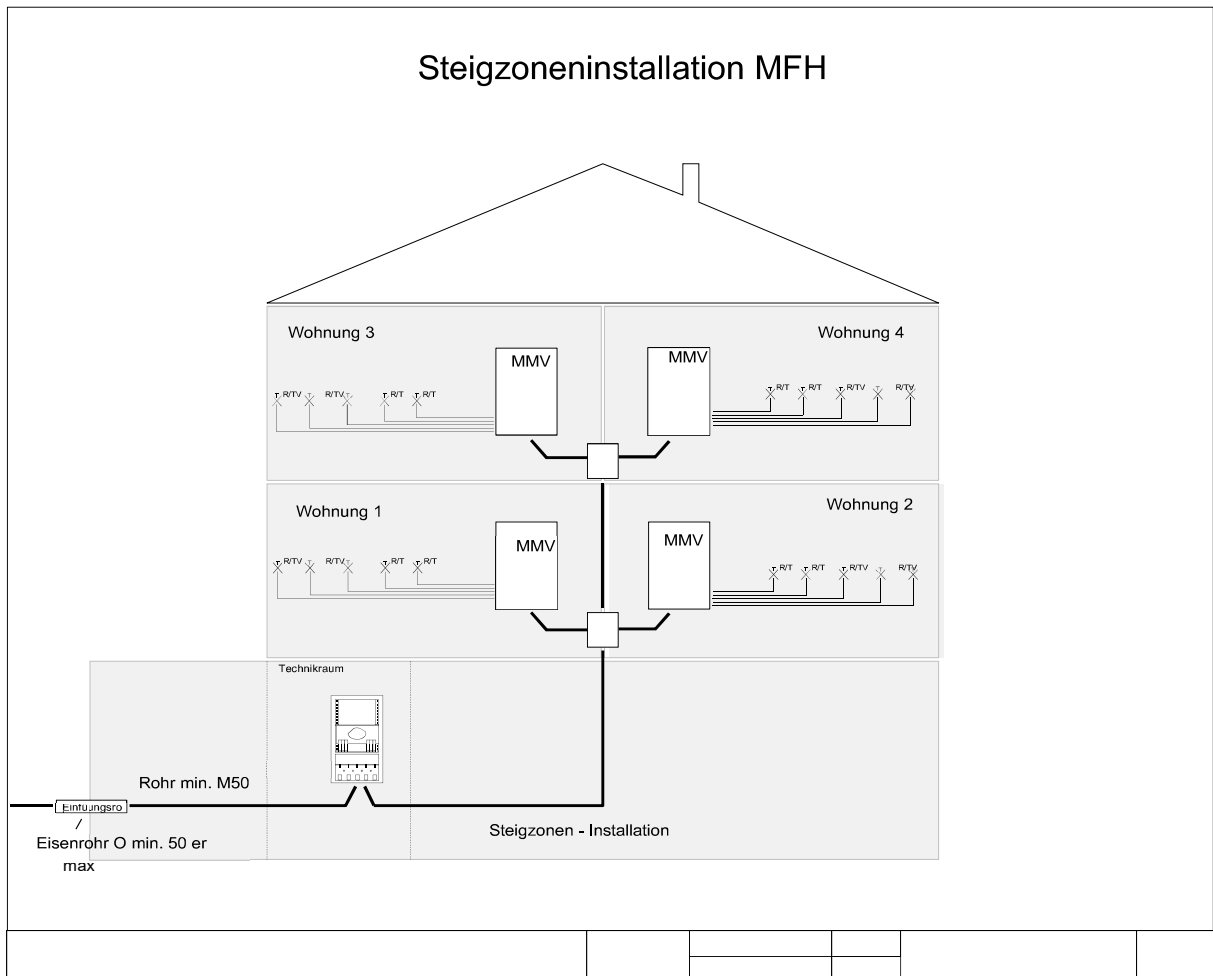 Steigzoneninstallation MFH
Wohnung 3
Wohnung 4
MMV
MMV
R/TV R/TV R/T R/T
R/T R/T R/TV R/TV
Wohnung 1
Wohnung 2
MMV
MMV
R/TV R/TV R/T R/T
R/T R/T R/TV R/TV
Technikraum
Rohr min. M50
Eintuungsro
Steigzonen - Installation
Eisenrohr O min. 50 er
max